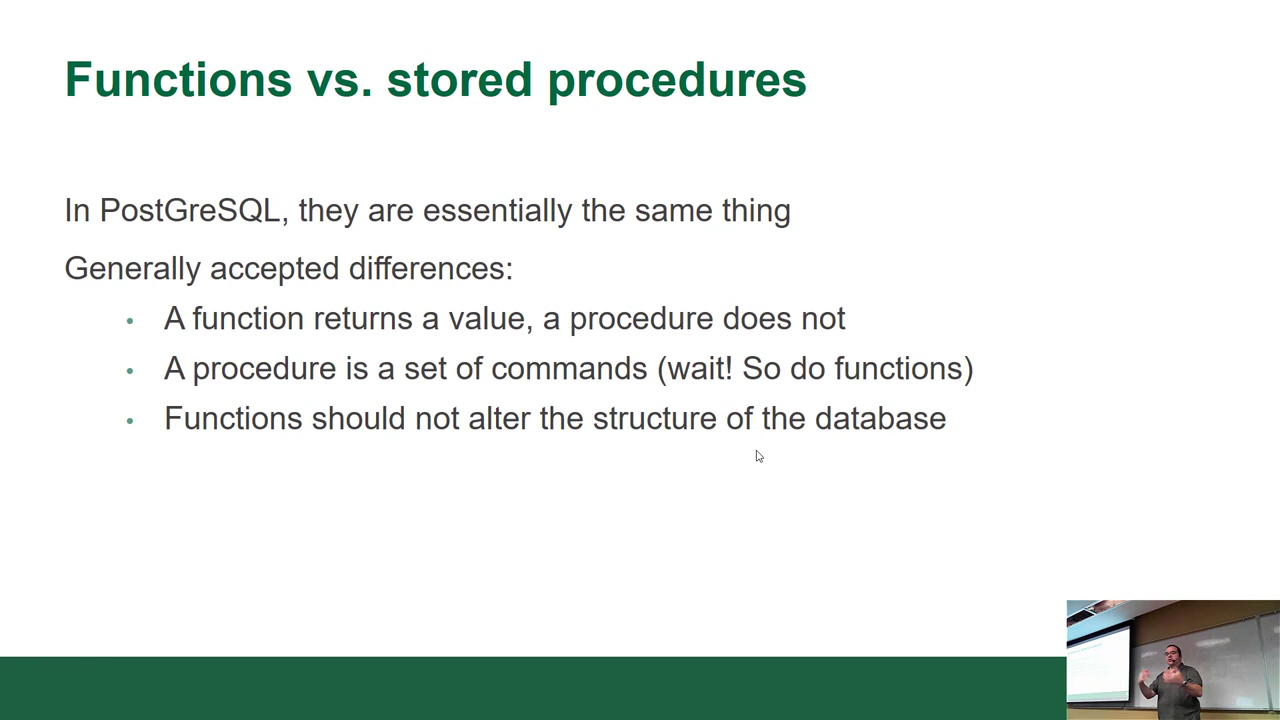 Functions vs. stored procedures
In PostGreSQL, they are essentially the same thing
Generally accepted differences:
• A function returns a value, a procedure does not
• A procedure is a set of commands (wait! So do functions)
• Functions should not alter the structure of the database